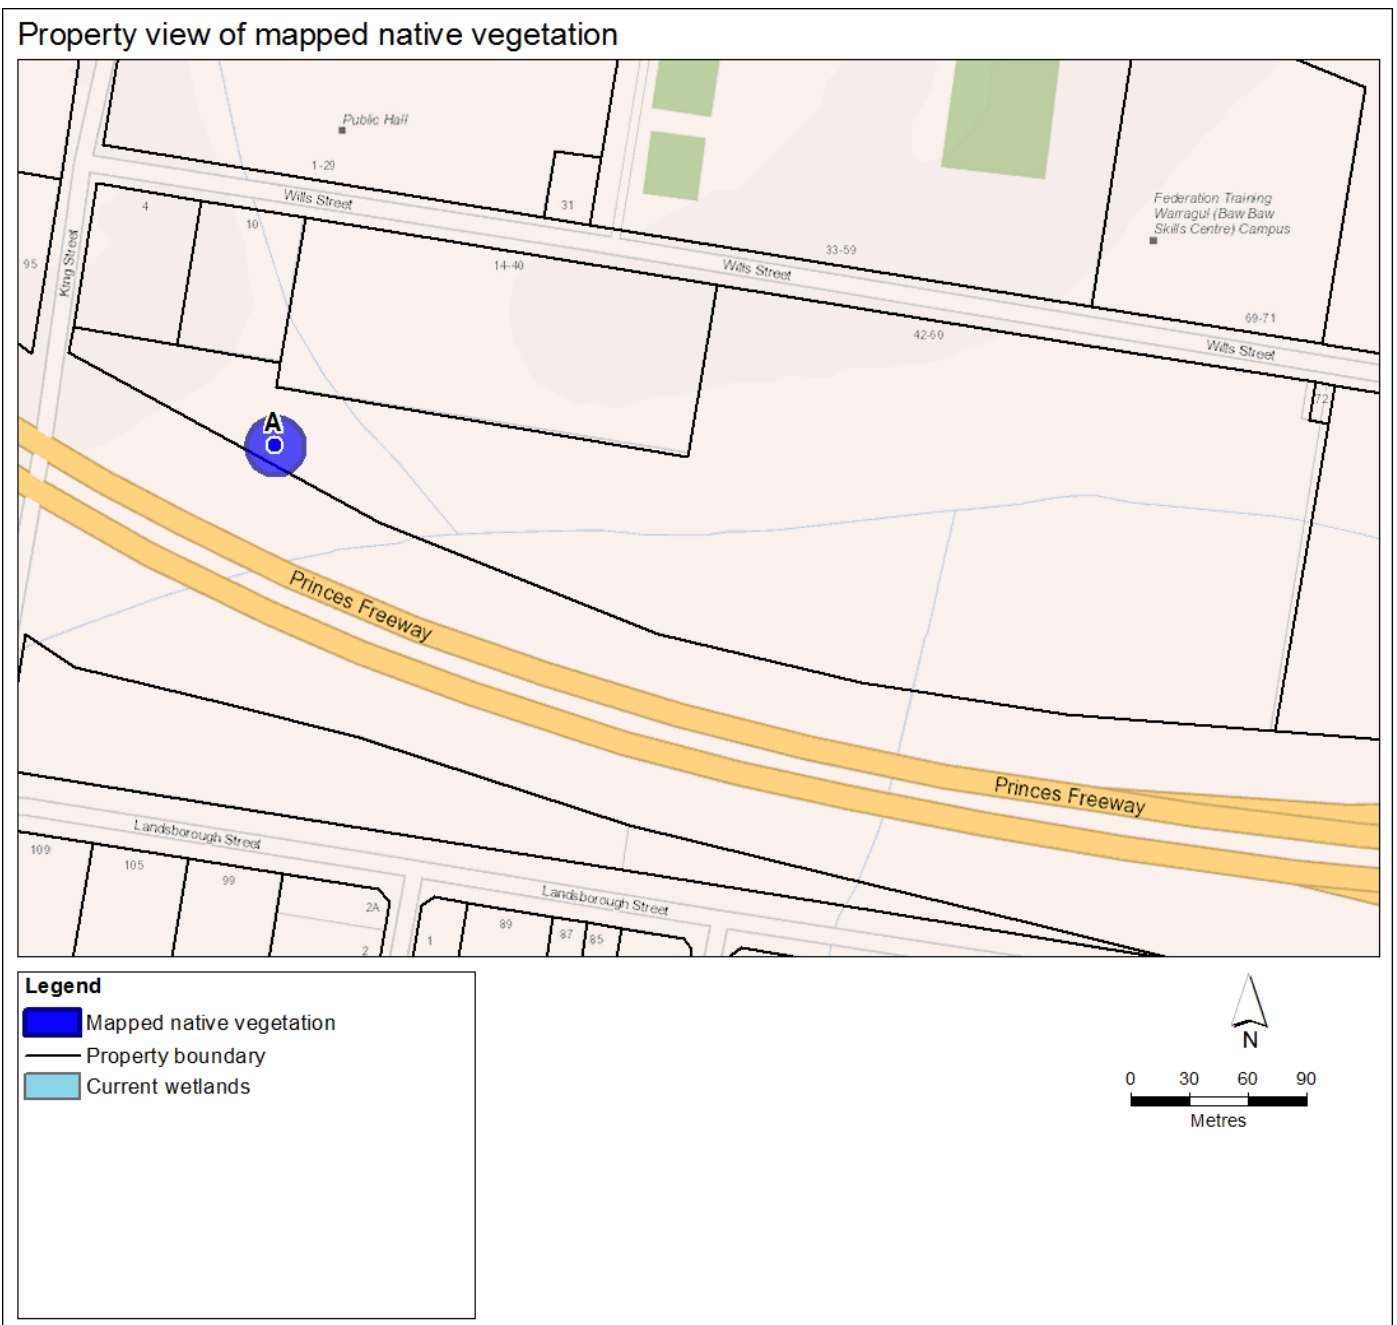 Property view of mapped native vegetation
Public Hall
1-29
Wills Street
4
10
31
Federation Training
Warragul (Baw Baw
Skills Centre) Campus
95
King Street
14-40
Wills Street
33-59
69-71
42-60
Wills Street
72
A
Princes Freeway
Princes Freeway
Landsborough Street
109
105
99
2A
2
Landsborough Street
1
89
87
85
Legend
Mapped native vegetation
Property boundary
Current wetlands
N
0 30 60 90
Metres